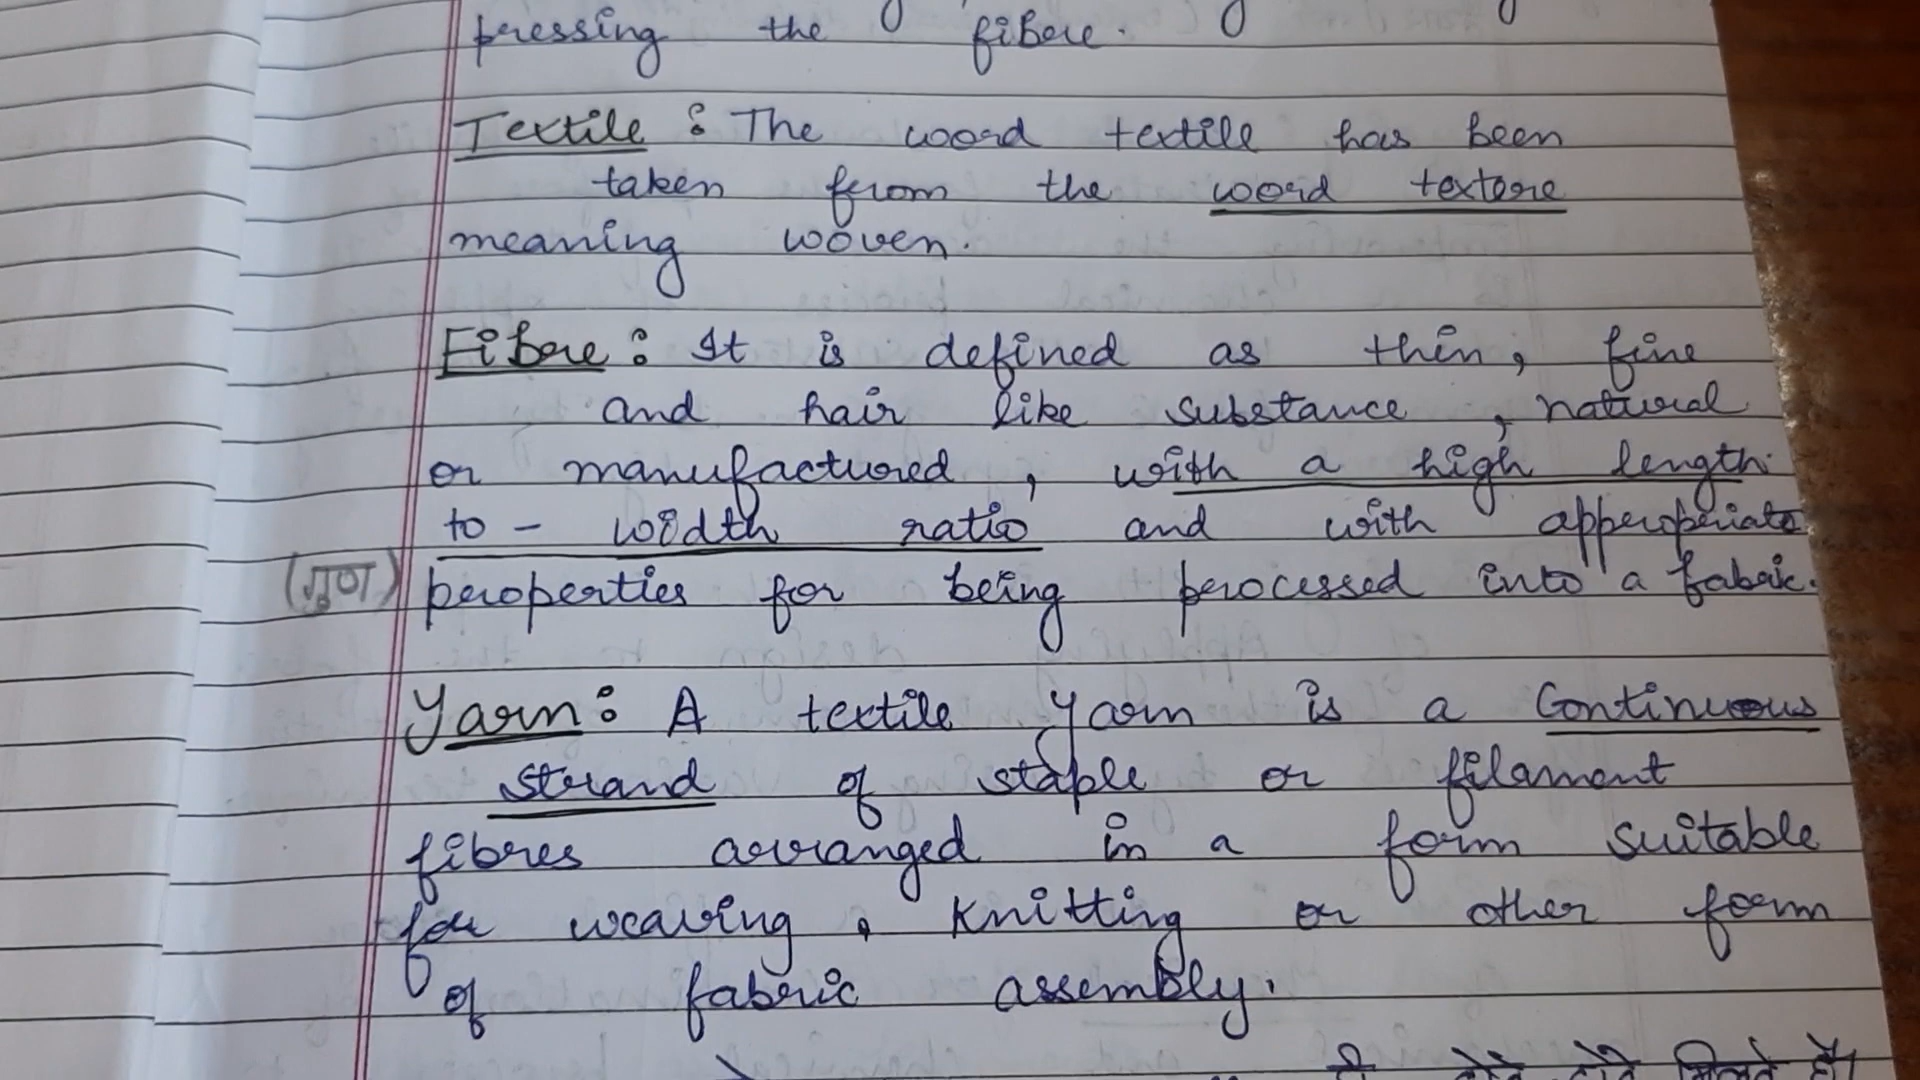 pressing the fibre.
Textile : The word textile has been
taken from the word textore
meaning woven.
Fibre : It is defined as thin, fine
and hair like substance, natural
or manufactured, with a high length
to - width ratio and with appropriate
(गुण) properties for being processed into a fabric.
Yarn : A textile yarn is a Continuous
strand of staple or filament
fibres arranged in a form suitable
for weaving, knitting or other form
of fabric assembly.